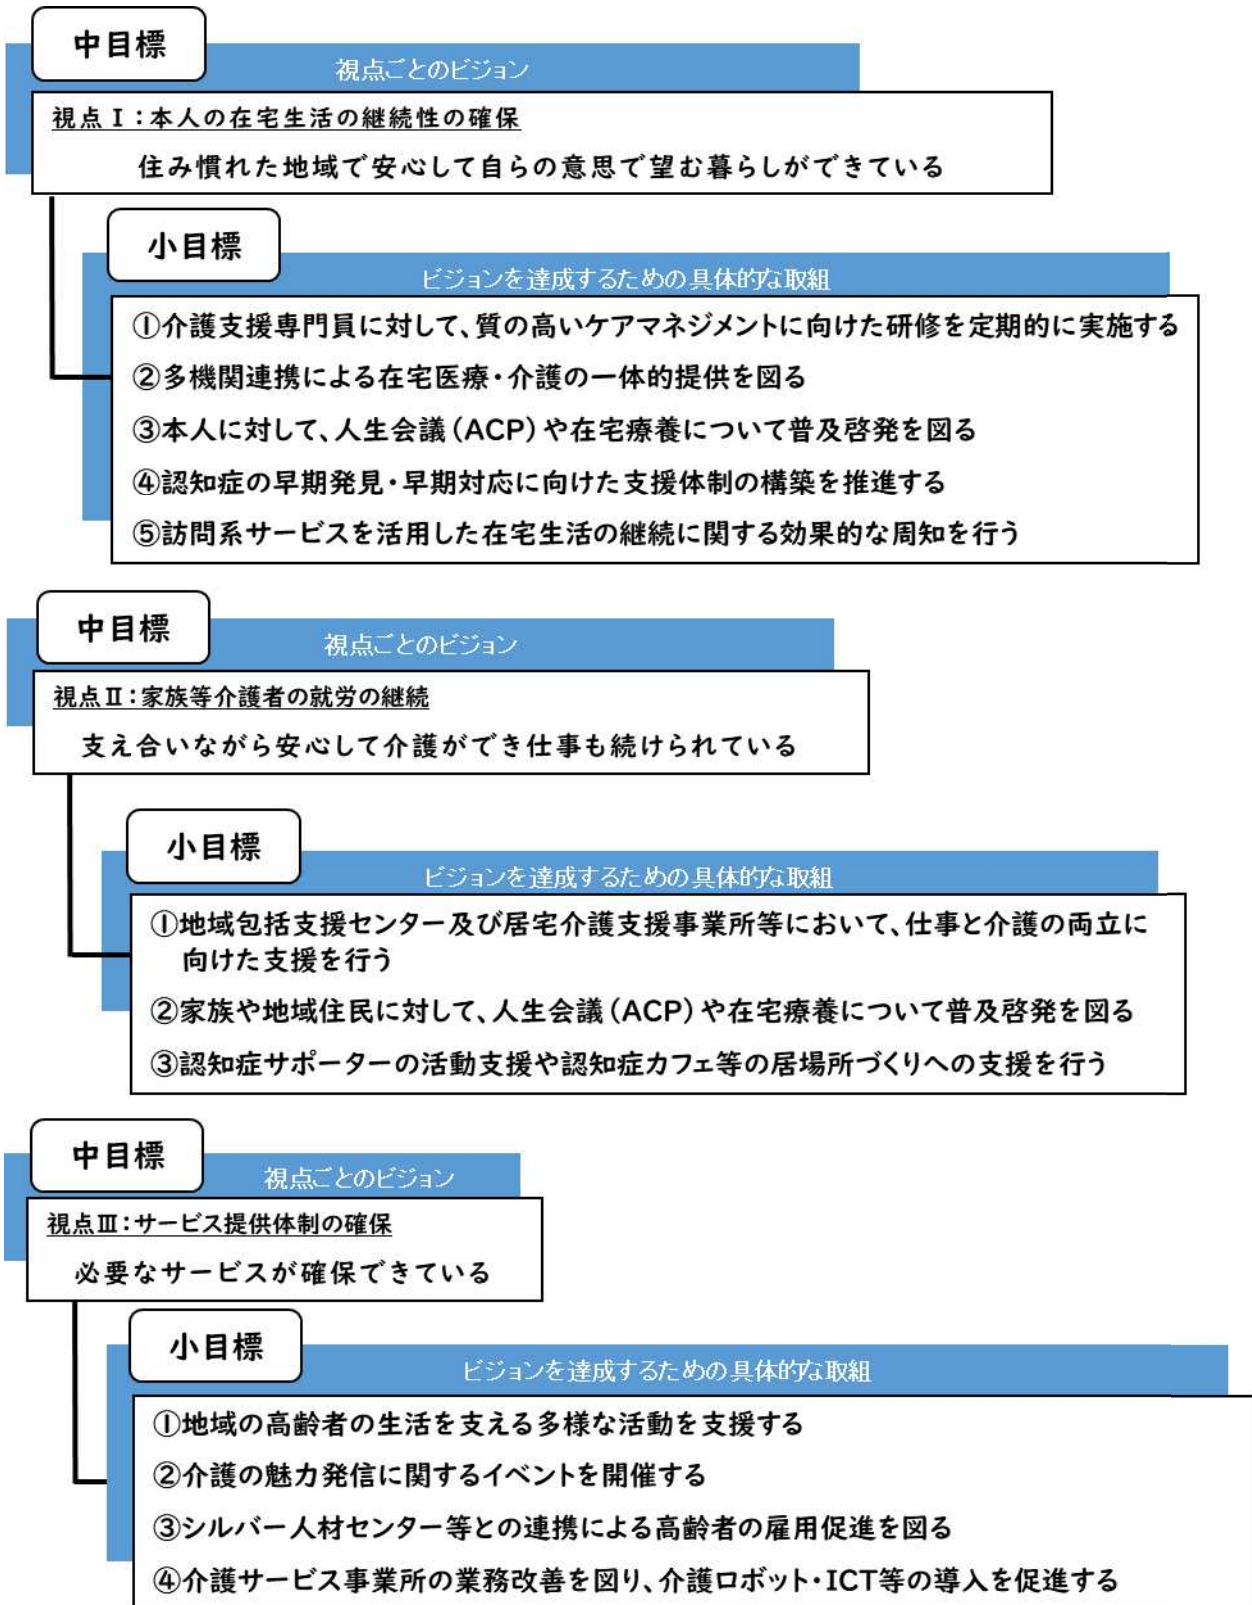 中目標
視点ごとのビジョン
視点Ⅰ:本人の在宅生活の継続性の確保
住み慣れた地域で安心して自らの意思で望む暮らしができている
小目標
ビジョンを達成するための具体的な取組
①介護支援専門員に対して、質の高いケアマネジメントに向けた研修を定期的に実施する
②多機関連携による在宅医療・介護の一体的提供を図る
③本人に対して、人生会議(ACP)や在宅療養について普及啓発を図る
④認知症の早期発見・早期対応に向けた支援体制の構築を推進する
⑤訪問系サービスを活用した在宅生活の継続に関する効果的な周知を行う
中目標
視点ごとのビジョン
視点Ⅱ:家族等介護者の就労の継続
支え合いながら安心して介護ができ仕事も続けられている
小目標
ビジョンを達成するための具体的な取組
①地域包括支援センター及び居宅介護支援事業所等において、仕事と介護の両立に
向けた支援を行う
②家族や地域住民に対して、人生会議(ACP)や在宅療養について普及啓発を図る
③認知症サポーターの活動支援や認知症カフェ等の居場所づくりへの支援を行う
中目標
視点ごとのビジョン
視点Ⅲ:サービス提供体制の確保
必要なサービスが確保できている
小目標
ビジョンを達成するための具体的な取組
①地域の高齢者の生活を支える多様な活動を支援する
②介護の魅力発信に関するイベントを開催する
③シルバー人材センター等との連携による高齢者の雇用促進を図る
④介護サービス事業所の業務改善を図り、介護ロボット・ICT等の導入を促進する